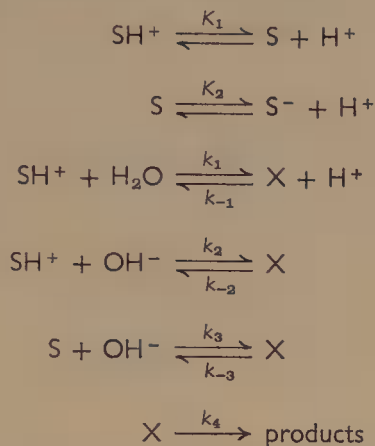 SH⁺ ⇌ S + H⁺ K₁
S ⇌ S⁻ + H⁺ K₂
SH⁺ + H₂O ⇌ X + H⁺ k₁ k₋₁
SH⁺ + OH⁻ ⇌ X k₂ k₋₂
S + OH⁻ ⇌ X k₃ k₋₃
X → products k₄